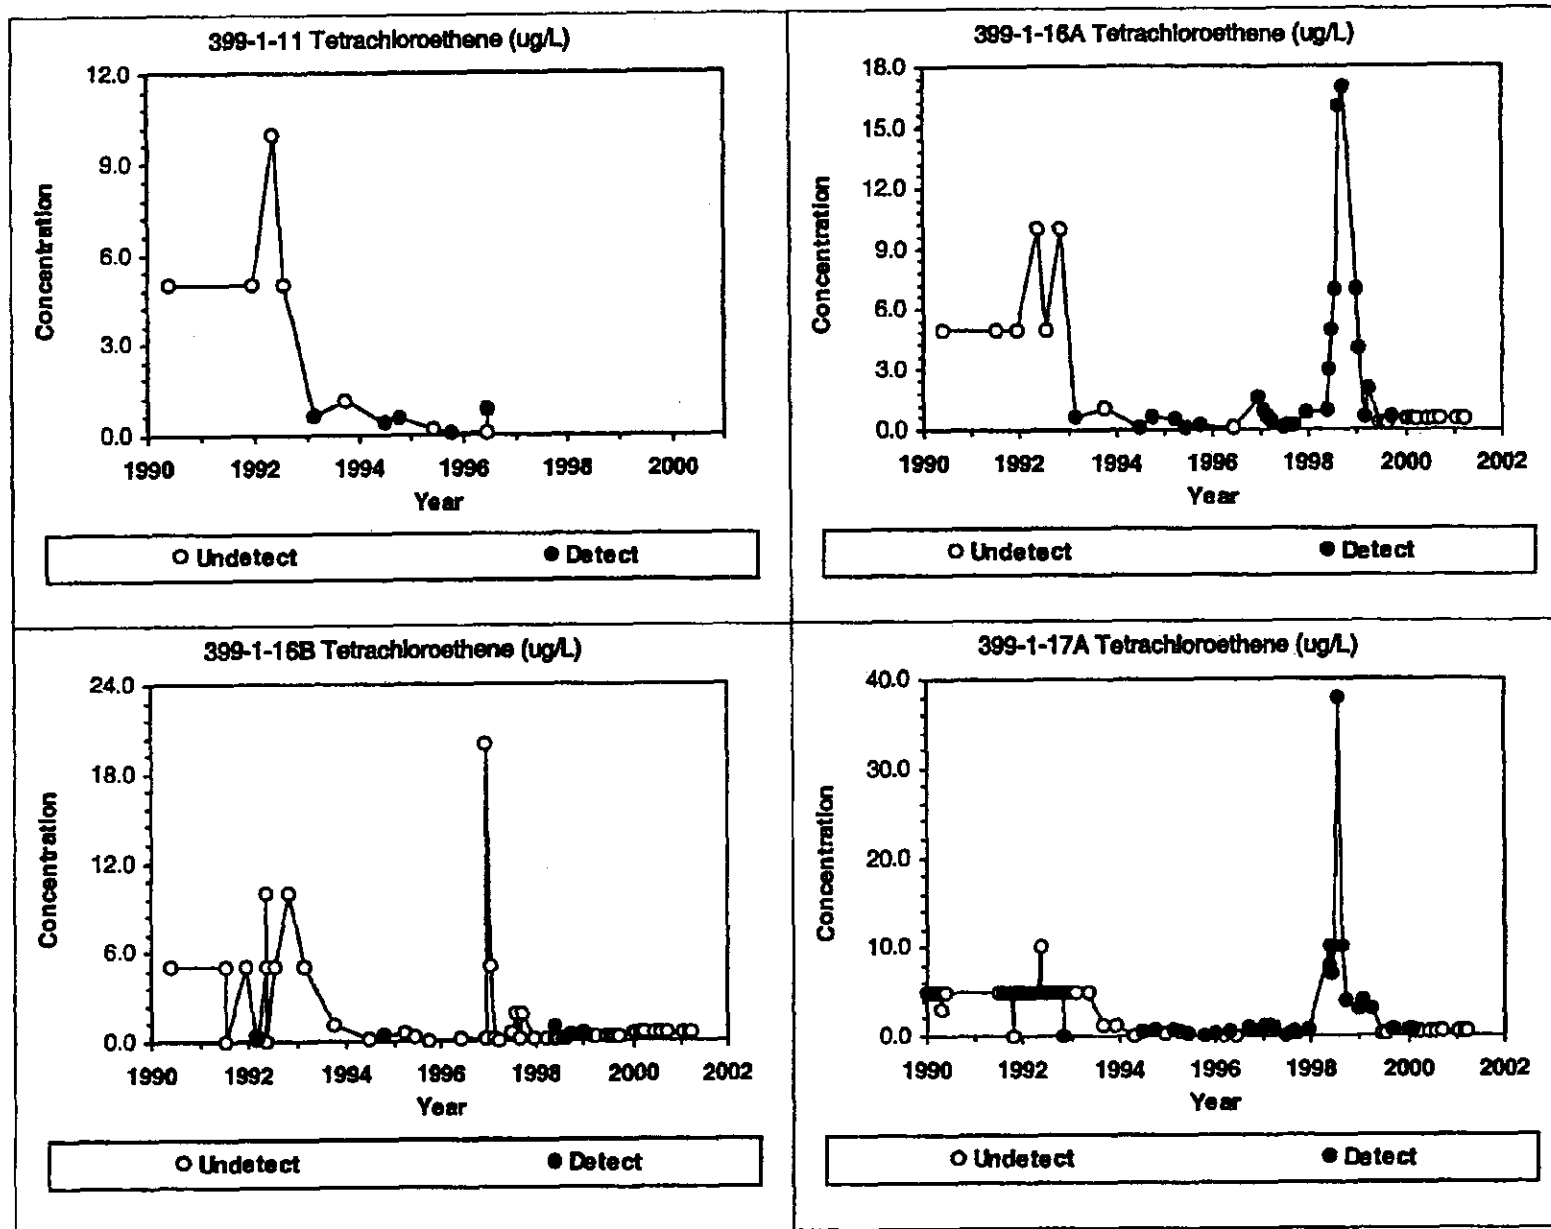 399-1-11 Tetrachloroethene (ug/L)
12.0
9.0
6.0
3.0
0.0
Concentration
1990 1992 1994 1996 1998 2000
Year
Undetect Detect
399-1-16A Tetrachloroethene (ug/L)
18.0
15.0
12.0
9.0
6.0
3.0
0.0
Concentration
1990 1992 1994 1996 1998 2000 2002
Year
Undetect Detect
399-1-16B Tetrachloroethene (ug/L)
24.0
18.0
12.0
6.0
0.0
Concentration
1990 1992 1994 1996 1998 2000 2002
Year
Undetect Detect
399-1-17A Tetrachloroethene (ug/L)
40.0
30.0
20.0
10.0
0.0
Concentration
1990 1992 1994 1996 1998 2000 2002
Year
Undetect Detect